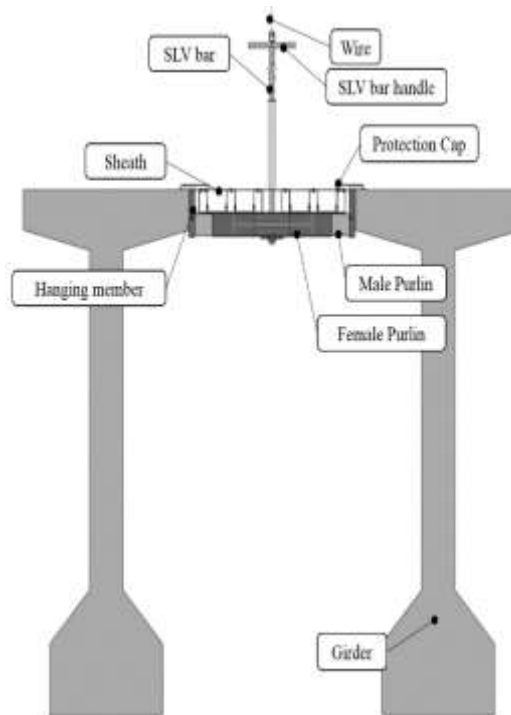 Wire
SLV bar
SLV bar handle
Protection Cap
Sheath
Hanging member
Male Purlin
Female Purlin
Girder